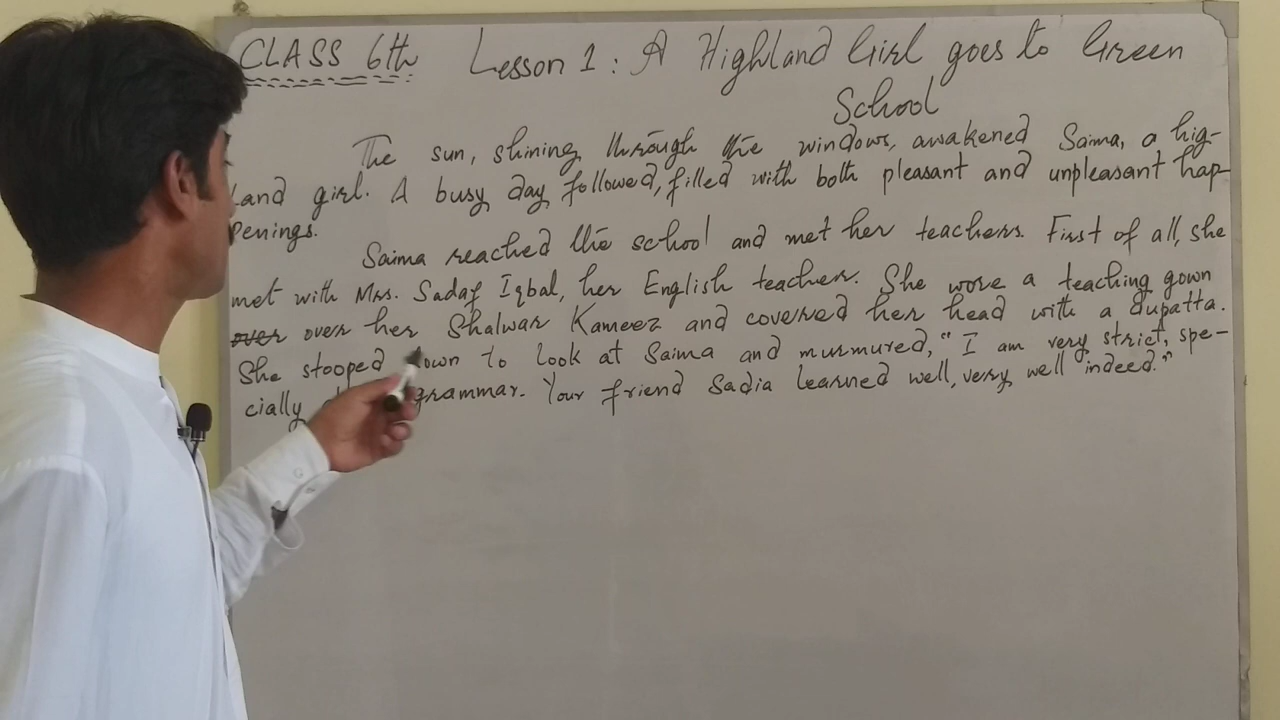 CLASS 6th Lesson 1: A Highland Girl goes to Green
School
The sun, shining through the windows, awakened Saima, a hig-
land girl. A busy day followed, filled with both pleasant and unpleasant hap-
penings.
Saima reached the school and met her teachers. First of all, she
met with Mrs. Sadaf Iqbal, her English teacher. She wore a teaching gown
over over her Shalwar Kameez and covered her head with a dupatta.
She stooped down to look at Saima and murmured, "I am very strict, spe-
cially grammar. Your friend Sadia learned well, very well indeed."